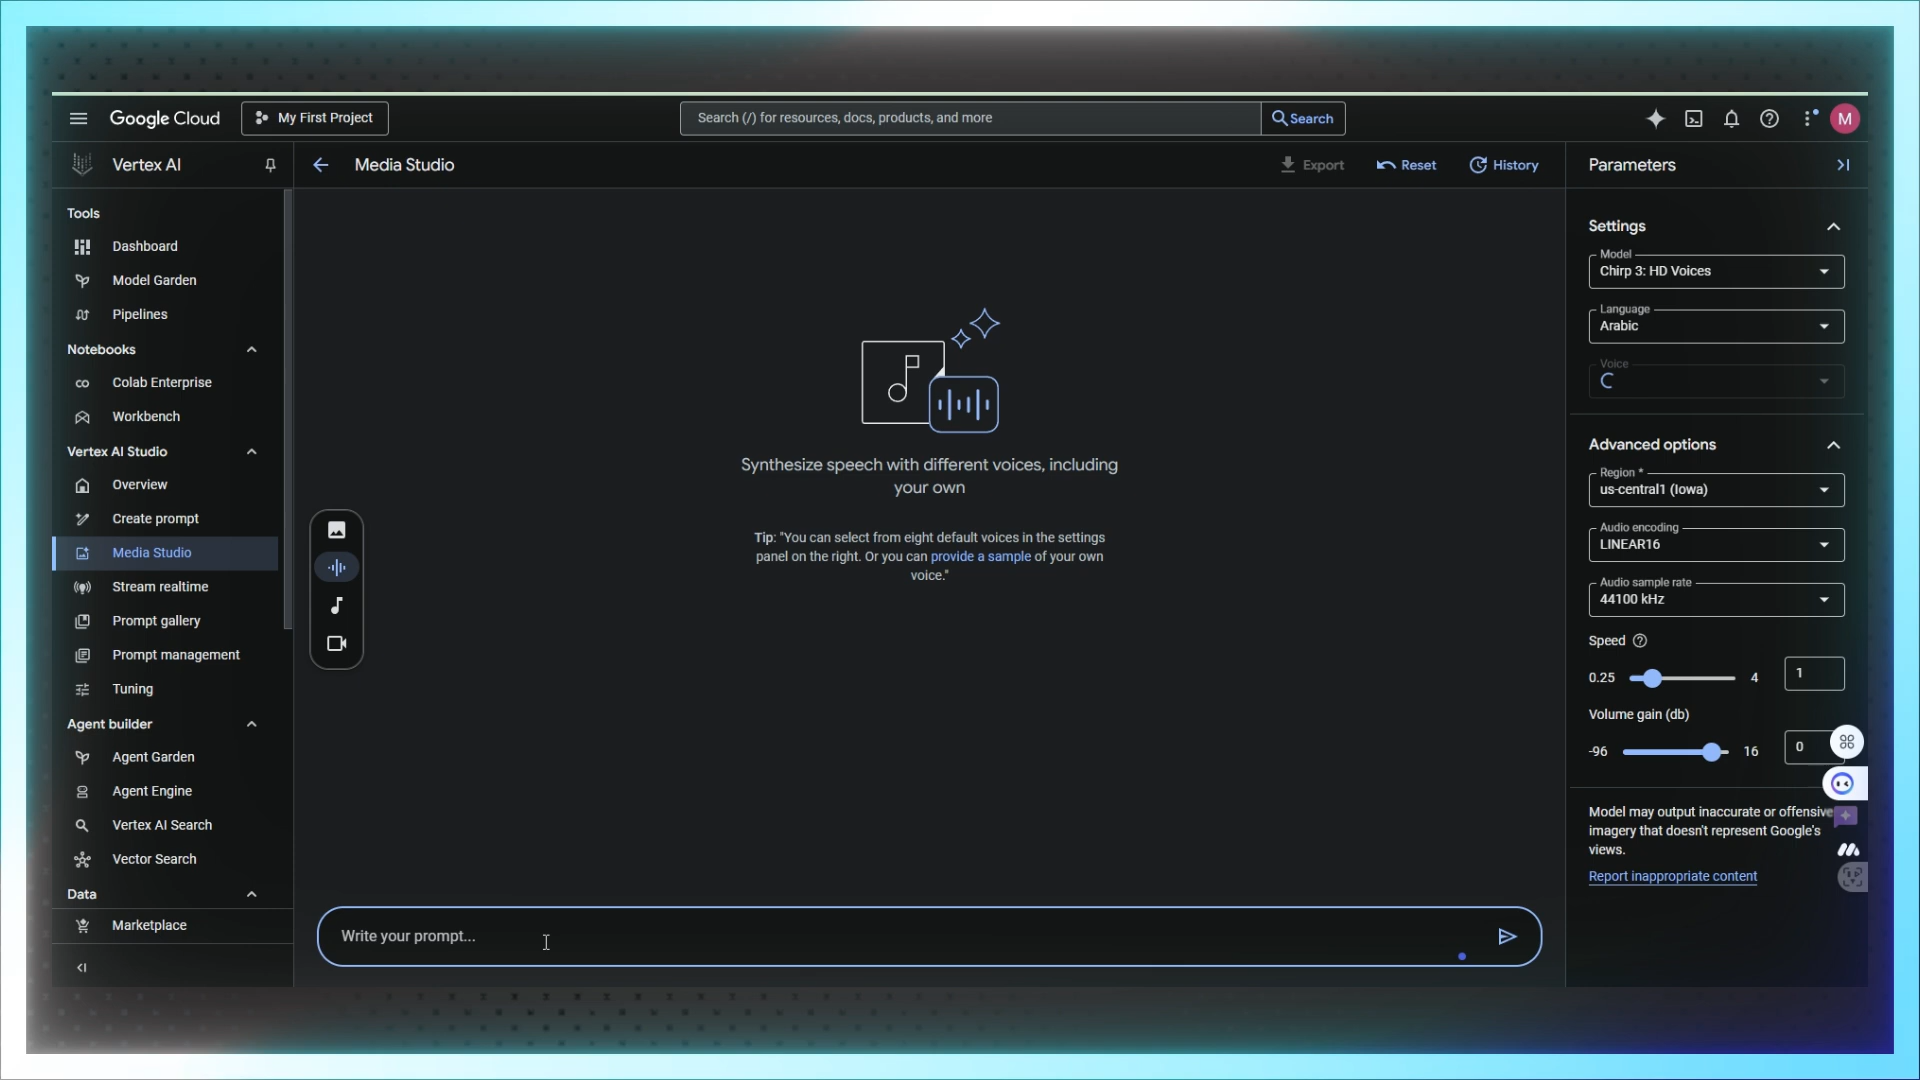 Google Cloud
My First Project
Search (/) for resources, docs, products, and more
Search
M
Vertex AI
Media Studio
Export
Reset
History
Parameters
Tools
Dashboard
Model Garden
Pipelines
Notebooks
Colab Enterprise
Workbench
Vertex AI Studio
Overview
Create prompt
Media Studio
Stream realtime
Prompt gallery
Prompt management
Tuning
Agent builder
Agent Garden
Agent Engine
Vertex AI Search
Vector Search
Data
Marketplace
Synthesize speech with different voices, including
your own
Tip: "You can select from eight default voices in the settings
panel on the right. Or you can provide a sample of your own
voice."
Write your prompt...
Settings
Model
Chirp 3: HD Voices
Language
Arabic
Voice
Advanced options
Region *
us-central1 (Iowa)
Audio encoding
LINEAR16
Audio sample rate
44100 kHz
Speed
0.25
4
1
Volume gain (db)
-96
16
0
Model may output inaccurate or offensive
imagery that doesn't represent Google's
views.
Report inappropriate content